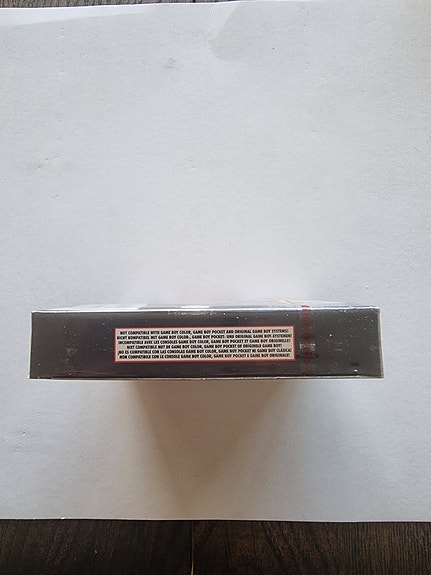 NOT COMPATIBLE WITH GAME BOY COLOR, GAME BOY POCKET AND ORIGINAL GAME BOY SYSTEMS!
NICHT KOMPATIBEL MIT GAME BOY COLOR-, GAME BOY POCKET- UND ORIGINAL GAME BOY-SYSTEMEN!
INCOMPATIBLE AVEC LES CONSOLES GAME BOY COLOR, GAME BOY POCKET ET GAME BOY ORIGINELLE!
NIET COMPATIBLE MET DE GAME BOY COLOR, GAME BOY POCKET OF ORIGINELE GAME BOY!
¡NO ES COMPATIBLE CON LAS CONSOLAS GAME BOY COLOR, GAME BOY POCKET NI GAME BOY CLÁSICA!
NON COMPATIBILE CON LE CONSOLE GAME BOY COLOR, GAME BOY POCKET E GAME BOY ORIGINALE!